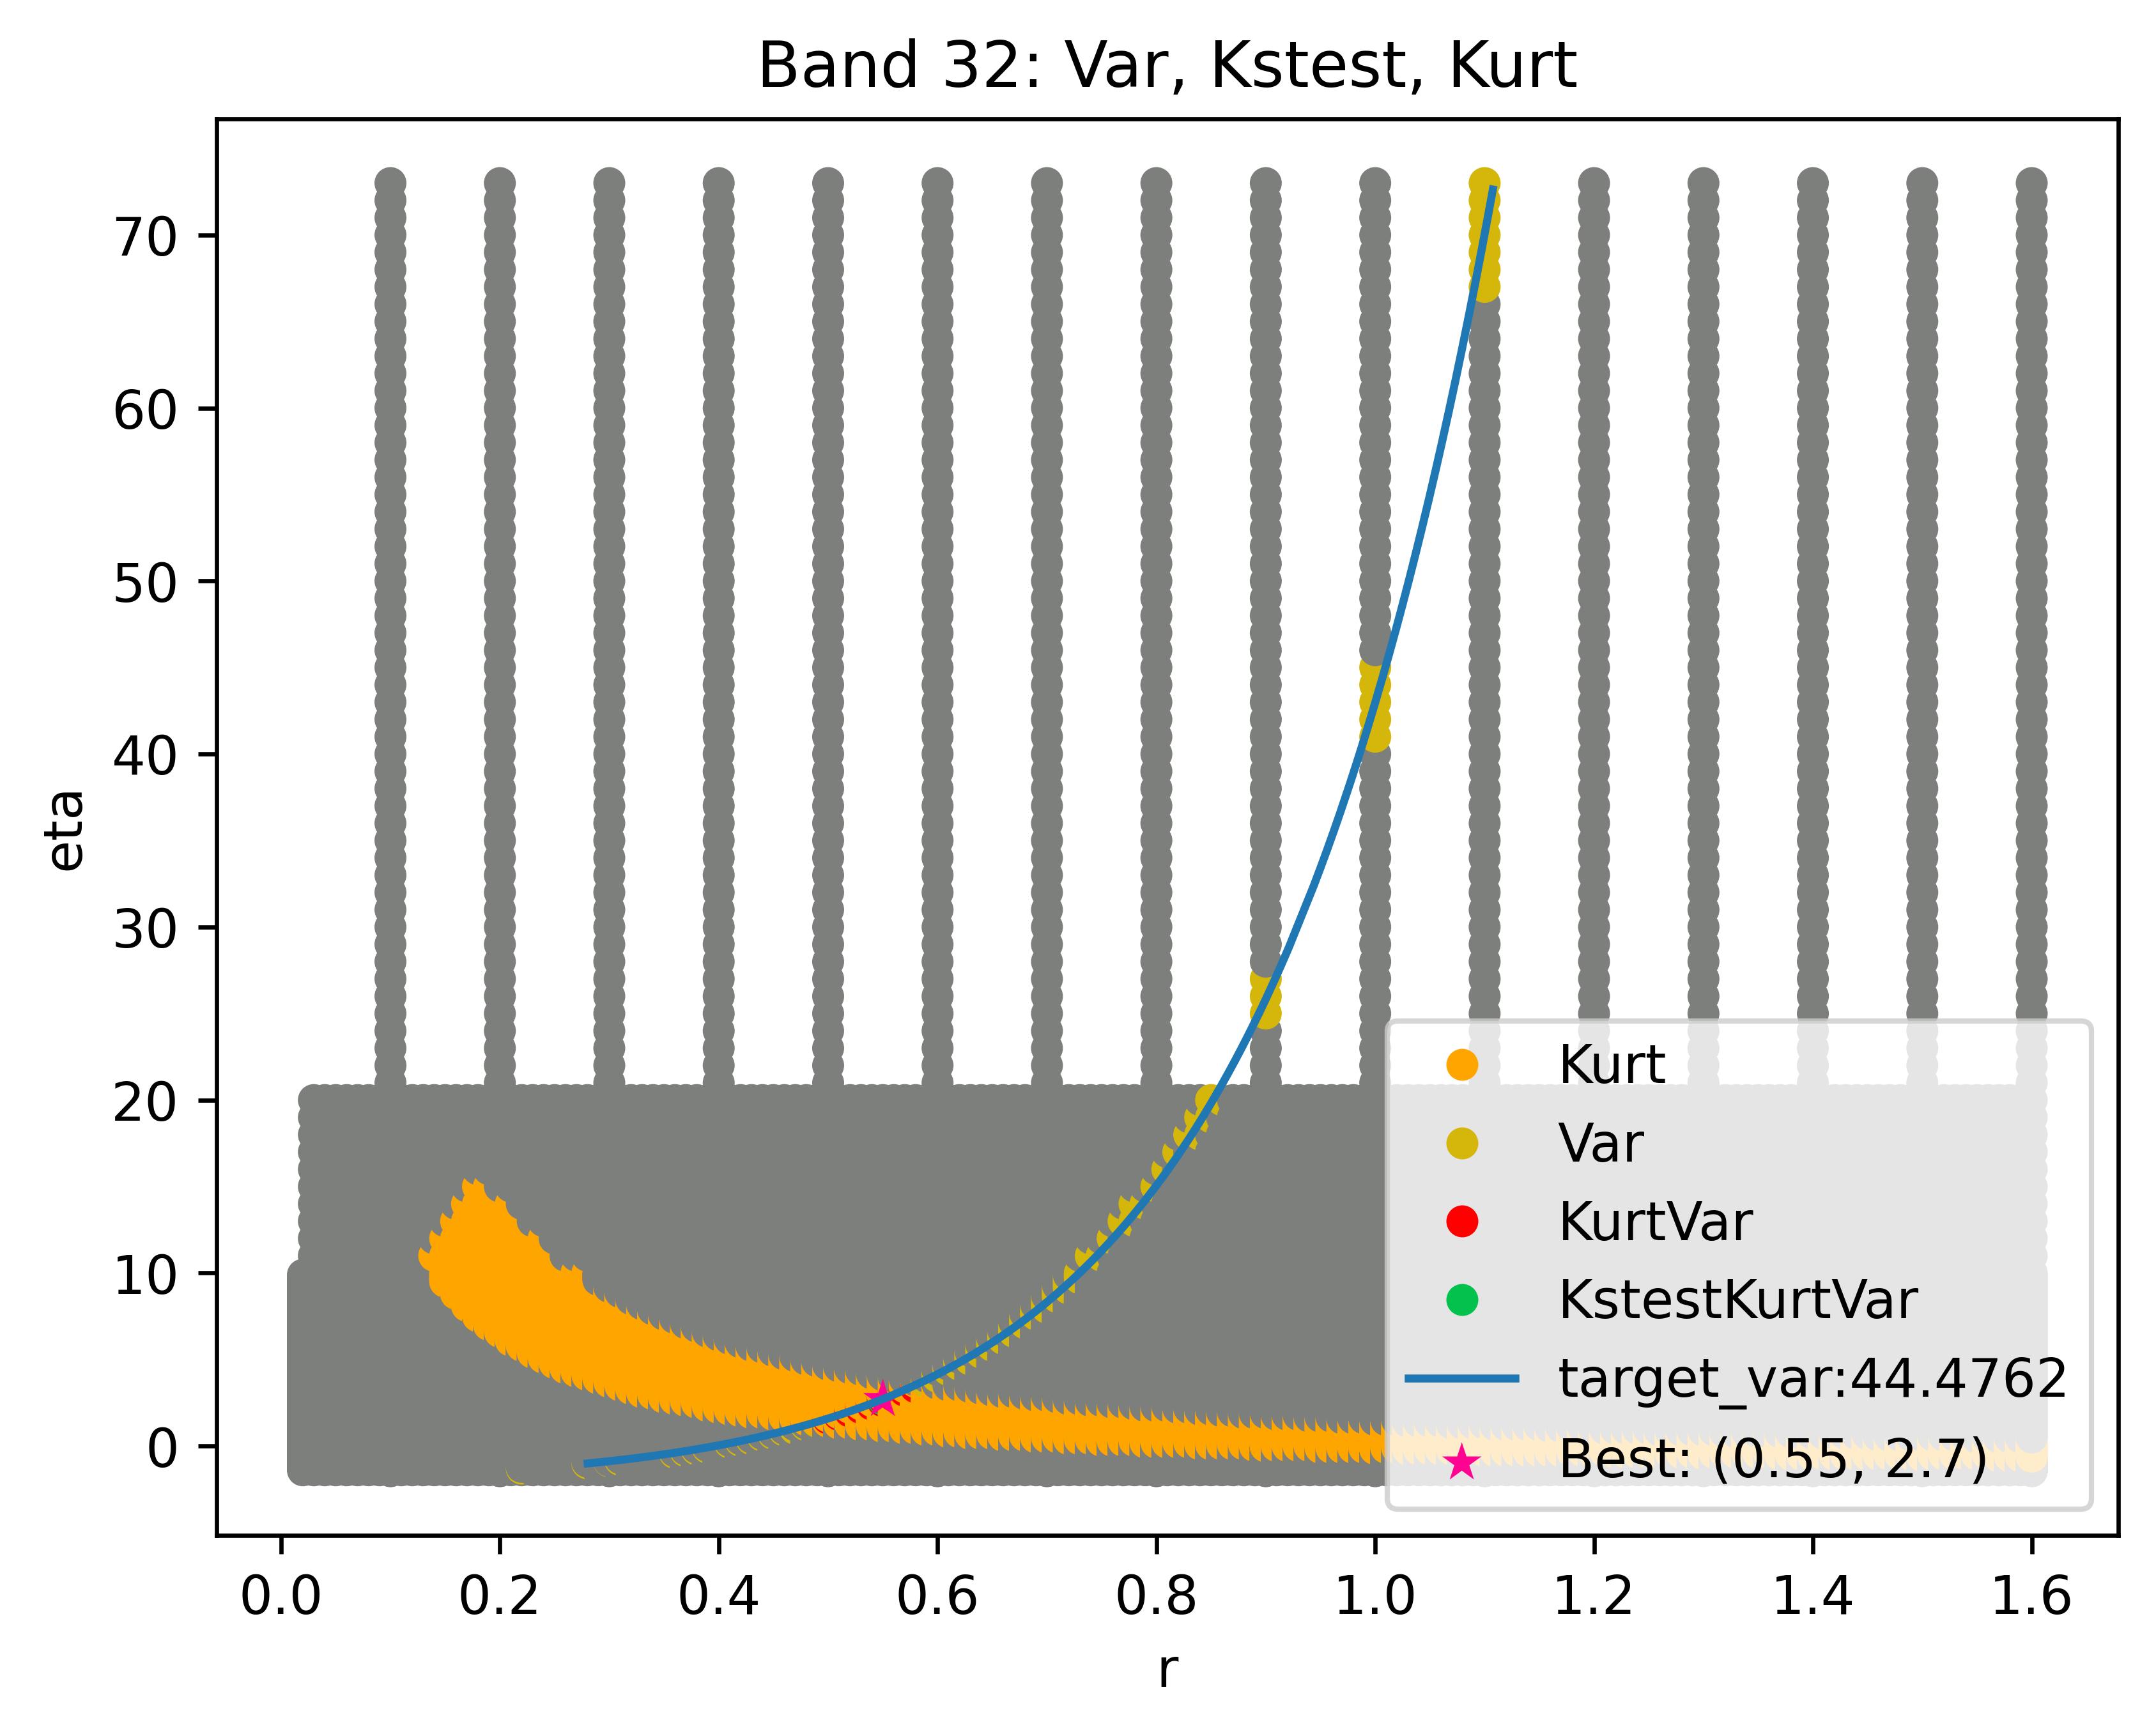 Band 32: Var, Kstest, Kurt
70
60
50
40
30
20
10
0
eta
Kurt
Var
KurtVar
KstestKurtVar
target_var:44.4762
Best: (0.55, 2.7)
0.0 0.2 0.4 0.6 0.8 1.0 1.2 1.4 1.6
r